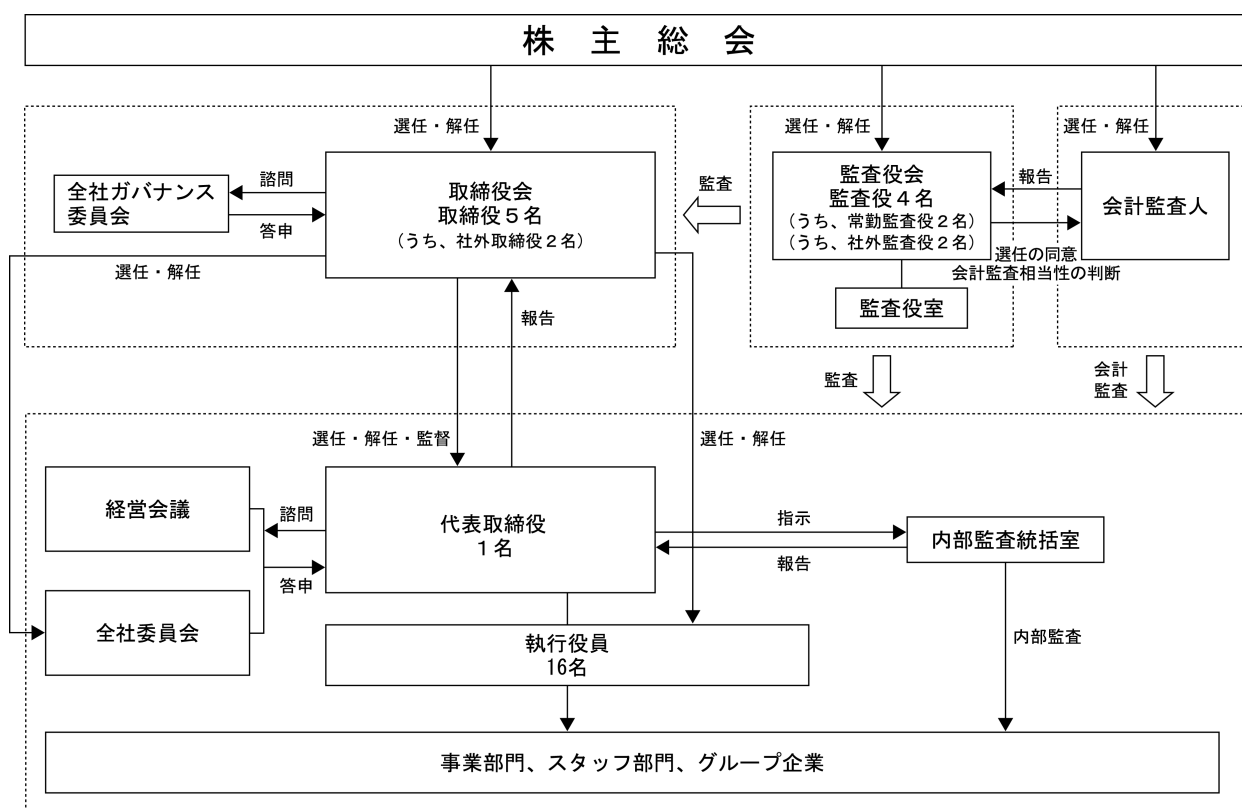 株主総会
選任・解任
選任・解任
選任・解任
全社ガバナンス
委員会
諮問
答申
取締役会
取締役5名
(うち、社外取締役2名)
監査
監査役会
監査役4名
(うち、常勤監査役2名)
(うち、社外監査役2名)
報告
会計監査人
選任の同意
会計監査相当性の判断
監査役室
選任・解任
報告
監査
会計
監査
選任・解任・監督
選任・解任
経営会議
諮問
答申
全社委員会
代表取締役
1名
指示
報告
内部監査統括室
執行役員
16名
内部監査
事業部門、スタッフ部門、グループ企業